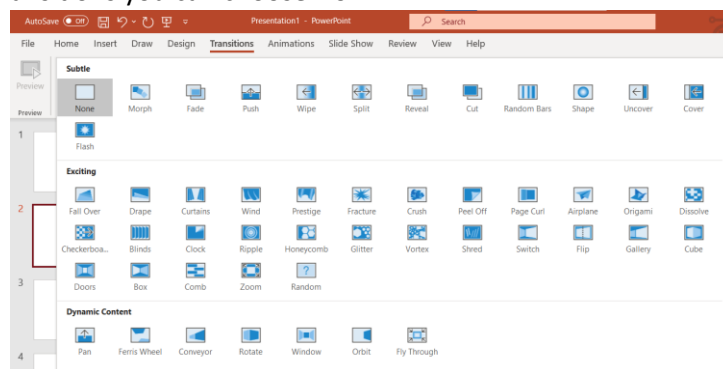 AutoSave Off Presentation1 - PowerPoint Search
File Home Insert Draw Design Transitions Animations Slide Show Review View Help
Preview
Preview
Subtle
None Morph Fade Push Wipe Split Reveal Cut Random Bars Shape Uncover Cover
Flash
1
Exciting
2
Fall Over Drape Curtains Wind Prestige Fracture Crush Peel Off Page Curl Airplane Origami Dissolve
Checkerboa... Blinds Clock Ripple Honeycomb Glitter Vortex Shred Switch Flip Gallery Cube
3
Doors Box Comb Zoom Random
Dynamic Content
4
Pan Ferris Wheel Conveyor Rotate Window Orbit Fly Through